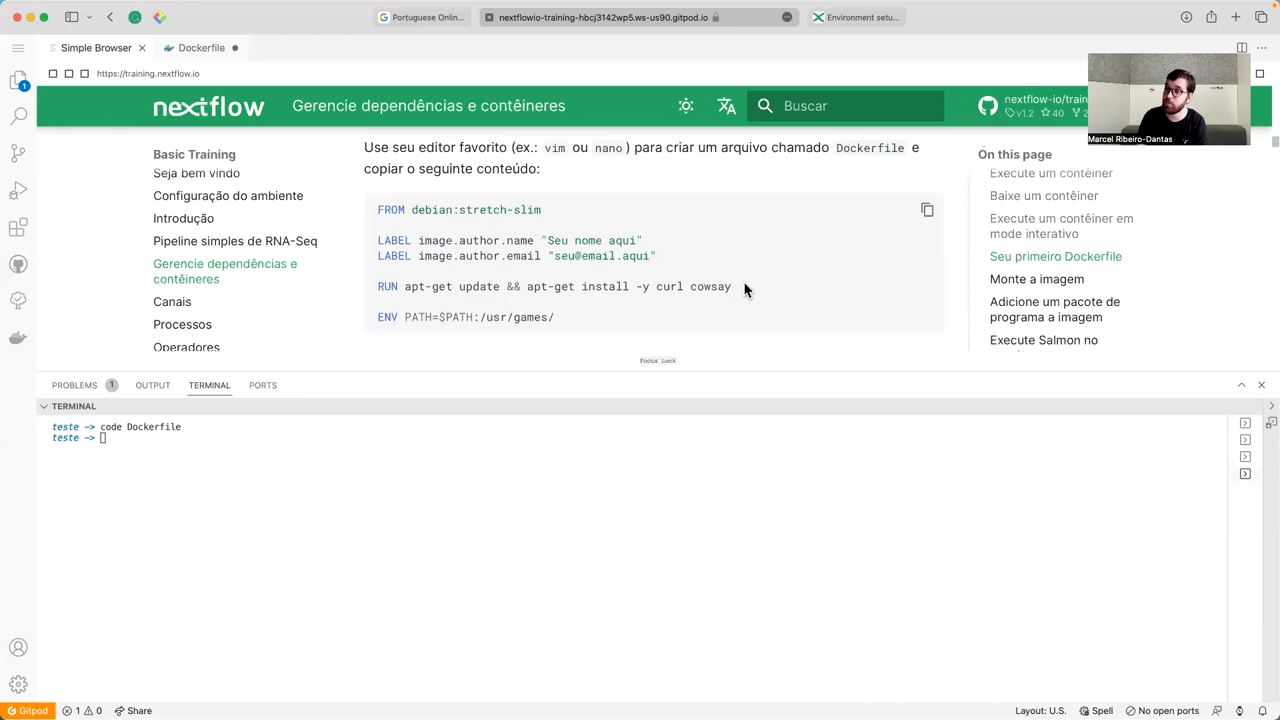 Portuguese Onlin...
nextflowio-training-hbcj3142wp5.ws-us90.gitpod.io
Environment setu...
Simple Browser
Dockerfile
https://training.nextflow.io
nextflow
Gerencie dependências e contêineres
Buscar
nextflow-io/train
v1.2
40
Marcel Ribeiro-Dantas
Basic Training
Seja bem vindo
Configuração do ambiente
Introdução
Pipeline simples de RNA-Seq
Gerencie dependências e
contêineres
Canais
Processos
Operadores
Use seu editor favorito (ex.: vim ou nano ) para criar um arquivo chamado Dockerfile e
copiar o seguinte conteúdo:
FROM debian:stretch-slim
LABEL image.author.name "Seu nome aqui"
LABEL image.author.email "seu@email.aqui"
RUN apt-get update && apt-get install -y curl cowsay
ENV PATH=$PATH:/usr/games/
Focus Lock
On this page
Execute um contêiner
Baixe um contêiner
Execute um contêiner em
modo interativo
Seu primeiro Dockerfile
Monte a imagem
Adicione um pacote de
programa a imagem
Execute Salmon no
PROBLEMS 1 OUTPUT TERMINAL PORTS
TERMINAL
teste -> code Dockerfile
teste ->
1
Gitpod
1 0
Share
Layout: U.S.
Spell
No open ports